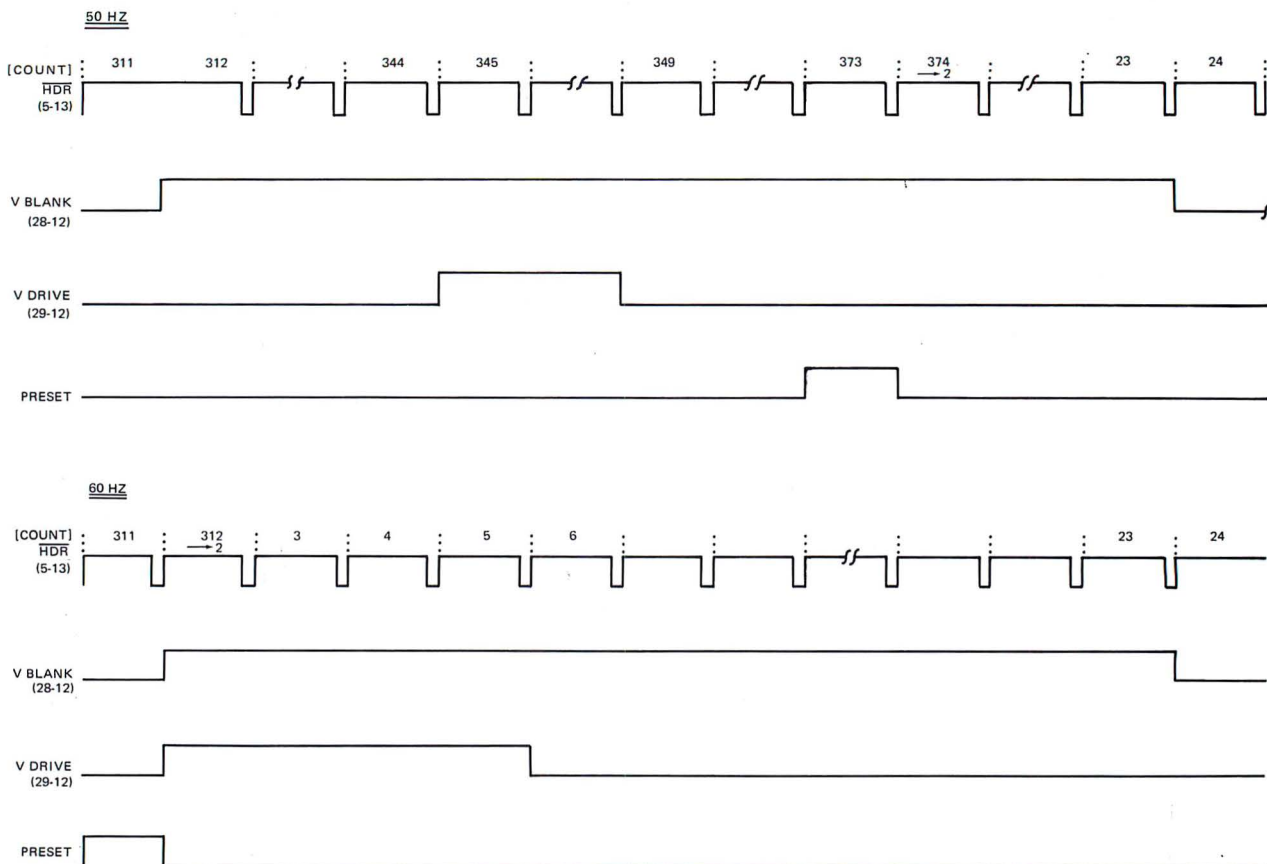 50 HZ
[COUNT] 311 312 344 345 349 373 374 23 24
→ 2
HDR
(5-13)
V BLANK
(28-12)
V DRIVE
(29-12)
PRESET
60 HZ
[COUNT] 311 312 3 4 5 6 23 24
→ 2
HDR
(5-13)
V BLANK
(28-12)
V DRIVE
(29-12)
PRESET